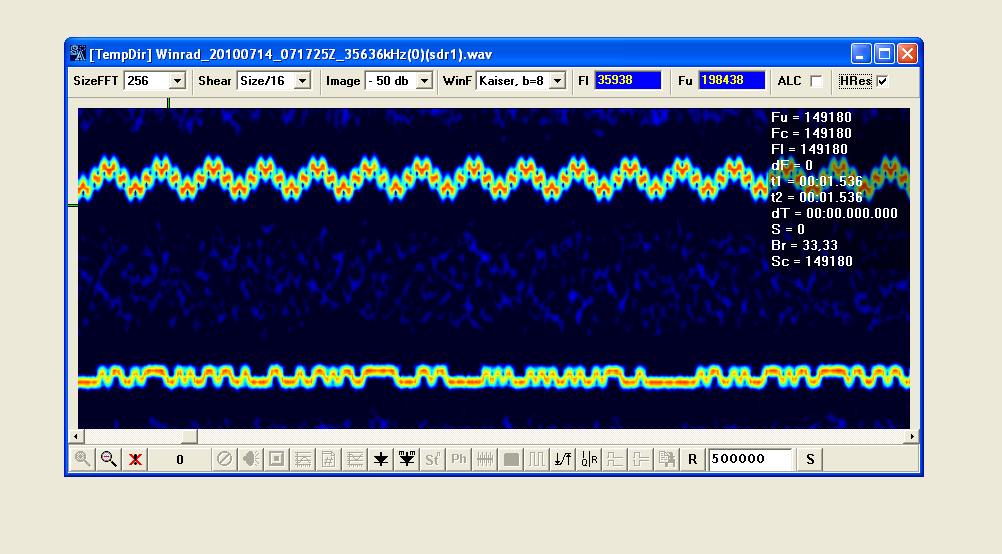 [TempDir] Winrad_20100714_071725Z_35636kHz(0)(sdr1).wav
SizeFFT 256 Shear Size/16 Image - 50 db WinF Kaiser, b=8 Fl 35938 Fu 198438 ALC HRes
Fu = 149180
Fc = 149180
Fl = 149180
dF = 0
t1 = 00:01.536
t2 = 00:01.536
dT = 00:00.000.000
S = 0
Br = 33,33
Sc = 149180
0 St Ph I Q R R 500000 S